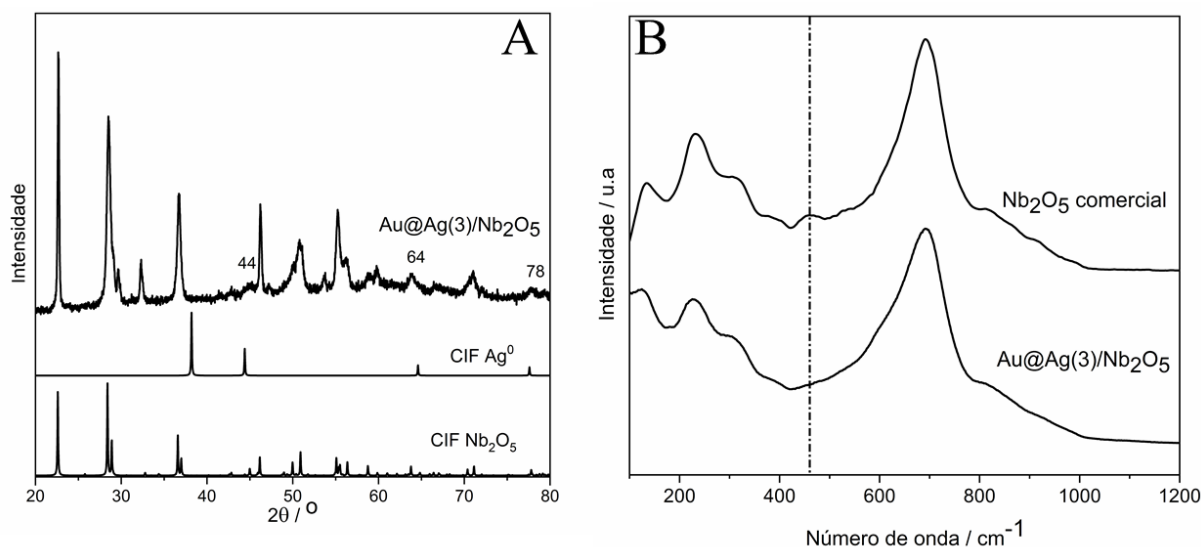 A
Intensidade
Au@Ag(3)/Nb₂O₅
44
64
78
CIF Ag⁰
CIF Nb₂O₅
20 30 40 50 60 70 80
2θ / °
B
Intensidade / u.a
Nb₂O₅ comercial
Au@Ag(3)/Nb₂O₅
200 400 600 800 1000 1200
Número de onda / cm⁻¹